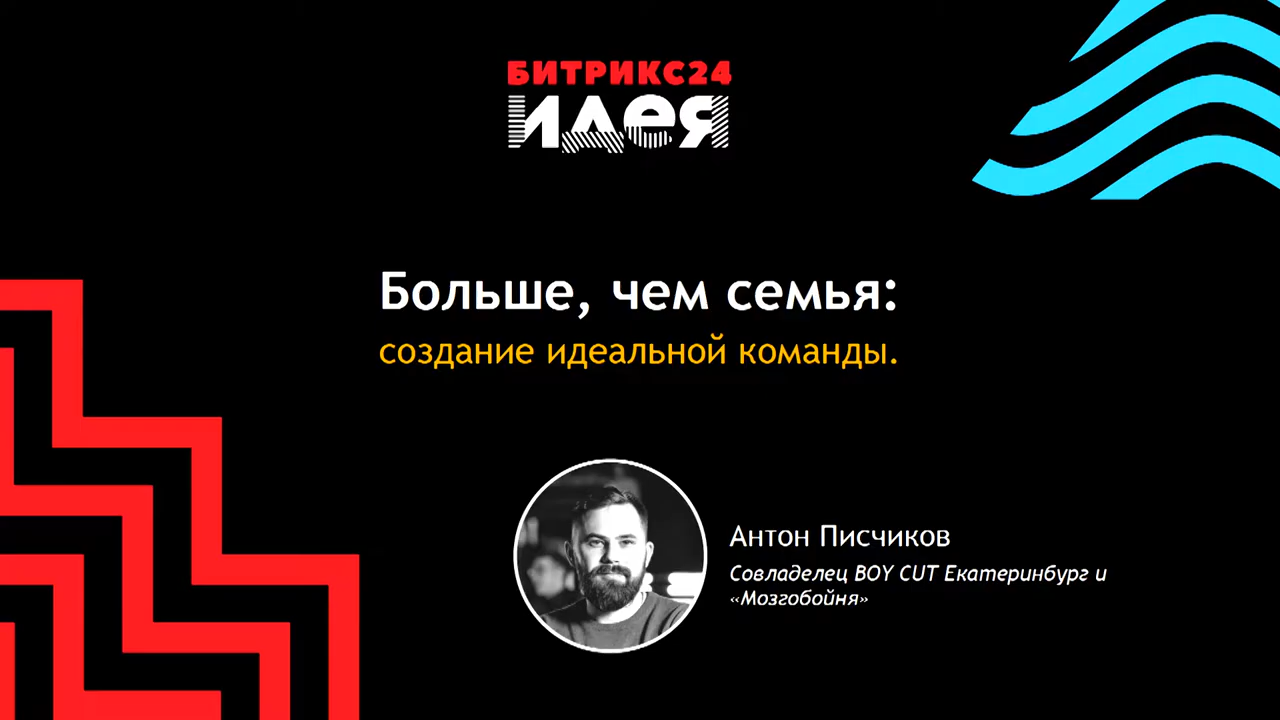 БИТРИКС24
идея
Больше, чем семья:
создание идеальной команды.
Антон Писчиков
Совладелец BOY CUT Екатеринбург и
«Мозгобойня»